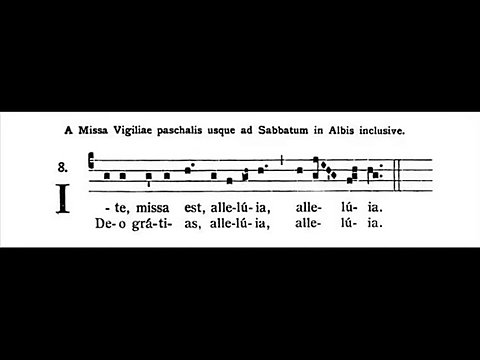 A Missa Vigiliae paschalis usque ad Sabbatum in Albis inclusive.
8.
I
- te, missa est, alle-lú-ia, alle- lú- ia.
De-o grá-ti- as, alle-lú-ia, alle- lú- ia.